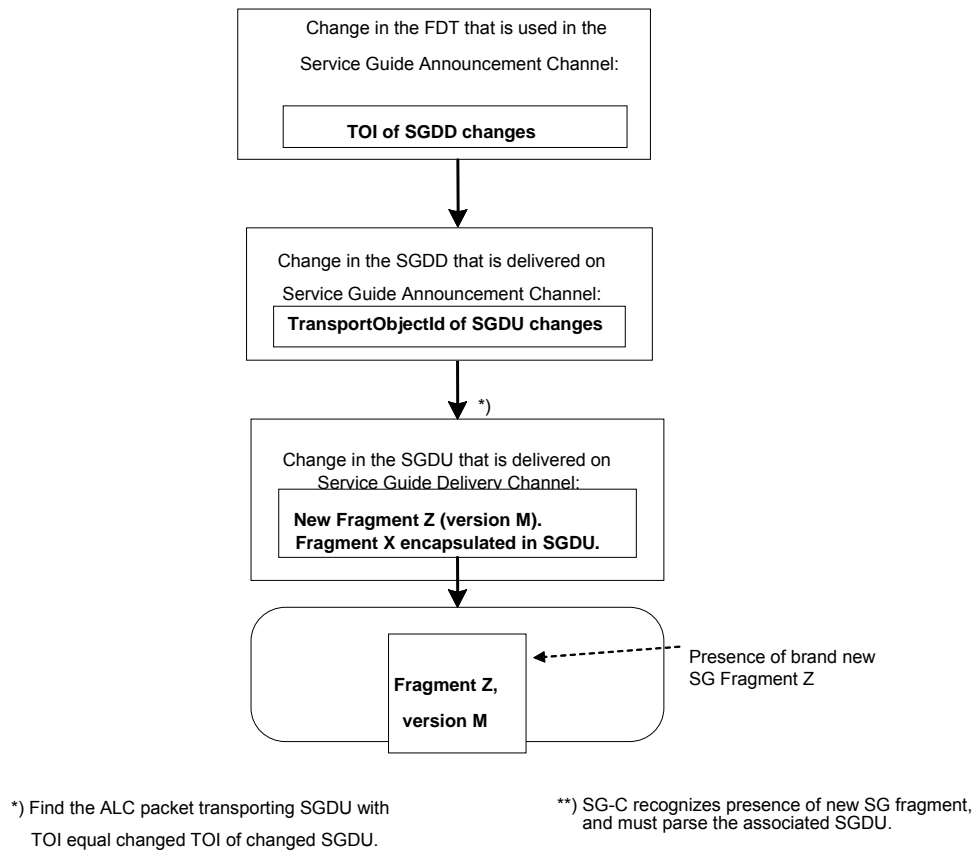 Change in the FDT that is used in the
Service Guide Announcement Channel:
TOI of SGDD changes
Change in the SGDD that is delivered on
Service Guide Announcement Channel:
TransportObjectId of SGDU changes
*)
Change in the SGDU that is delivered on
Service Guide Delivery Channel:
New Fragment Z (version M).
Fragment X encapsulated in SGDU.
Presence of brand new
SG Fragment Z
Fragment Z,
version M
*) Find the ALC packet transporting SGDU with
TOI equal changed TOI of changed SGDU.
**) SG-C recognizes presence of new SG fragment,
and must parse the associated SGDU.